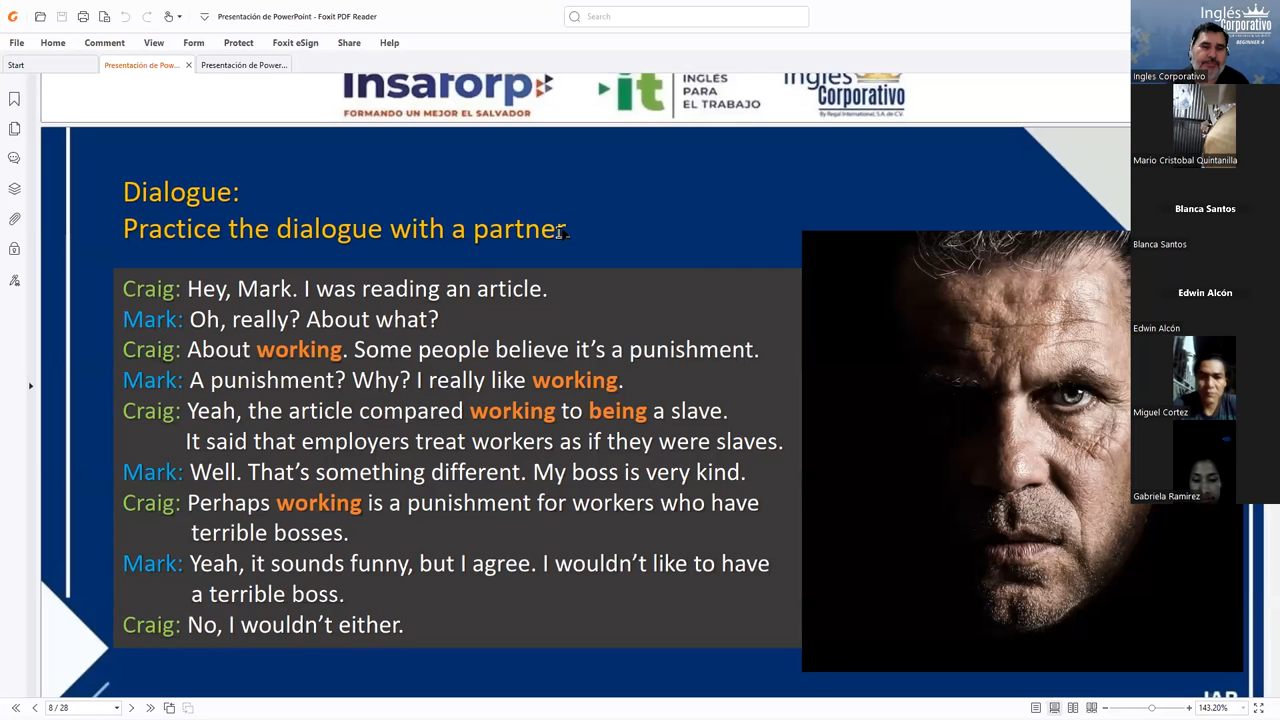 Presentación de PowerPoint - Foxit PDF Reader
Search
File Home Comment View Form Protect Foxit eSign Share Help
Start
Presentación de Pow...
Presentación de Power...
Insaforp
FORMANDO UN MEJOR EL SALVADOR
it
INGLÉS
PARA
EL TRABAJO
Inglés
Corporativo
By Regal International, S.A. de C.V.
Dialogue:
Practice the dialogue with a partner
Craig: Hey, Mark. I was reading an article.
Mark: Oh, really? About what?
Craig: About working. Some people believe it’s a punishment.
Mark: A punishment? Why? I really like working.
Craig: Yeah, the article compared working to being a slave.
It said that employers treat workers as if they were slaves.
Mark: Well. That’s something different. My boss is very kind.
Craig: Perhaps working is a punishment for workers who have
terrible bosses.
Mark: Yeah, it sounds funny, but I agree. I wouldn’t like to have
a terrible boss.
Craig: No, I wouldn’t either.
Inglés
Corporativo
BEGINNER 4
Ingles Corporativo
Mario Cristobal Quintanilla
Blanca Santos
Blanca Santos
Edwin Alcón
Edwin Alcón
Miguel Cortez
Gabriela Ramirez
8 / 28
143.20%